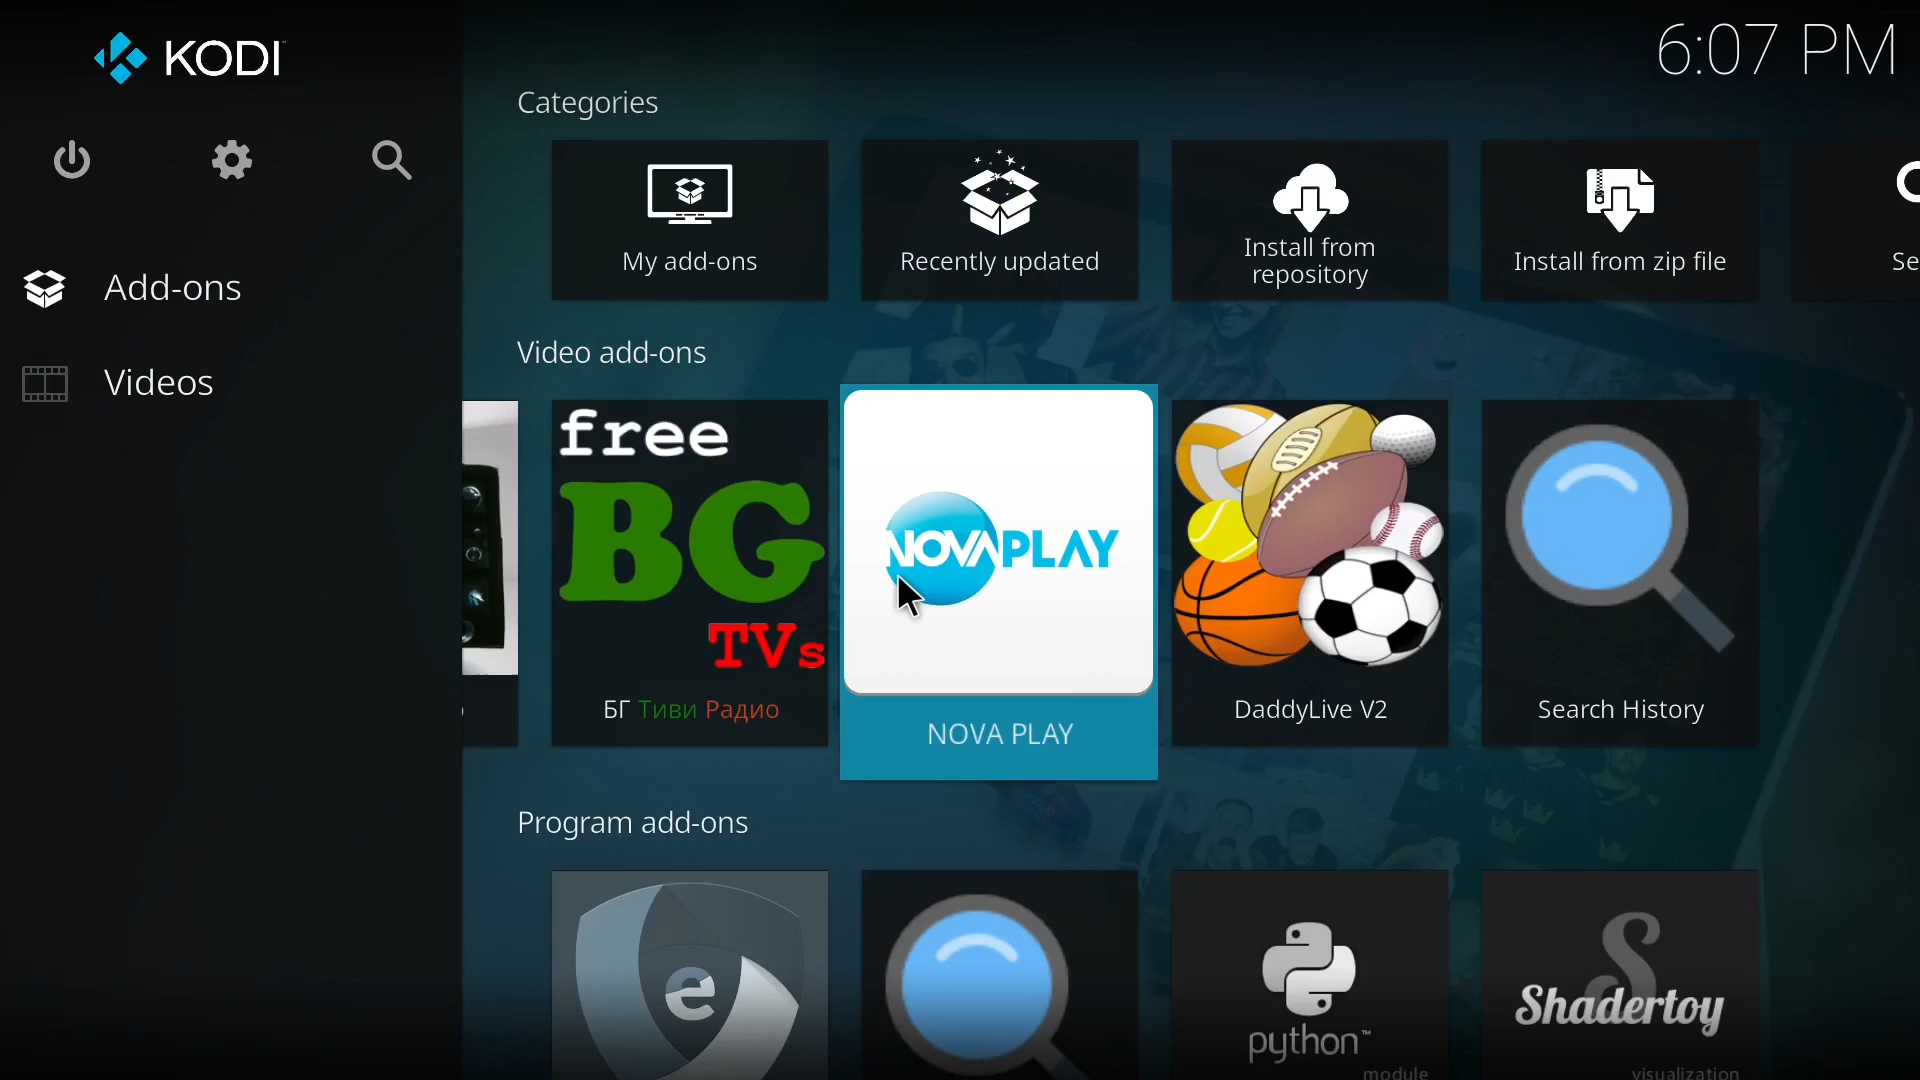 KODI
6:07 PM
Categories
My add-ons
Recently updated
Install from
repository
Install from zip file
Se
Add-ons
Videos
Video add-ons
free
BG
TVs
БГ Тиви Радио
NOVAPLAY
NOVA PLAY
DaddyLive V2
Search History
Program add-ons
e
python™
module
S
Shadertoy
visualization